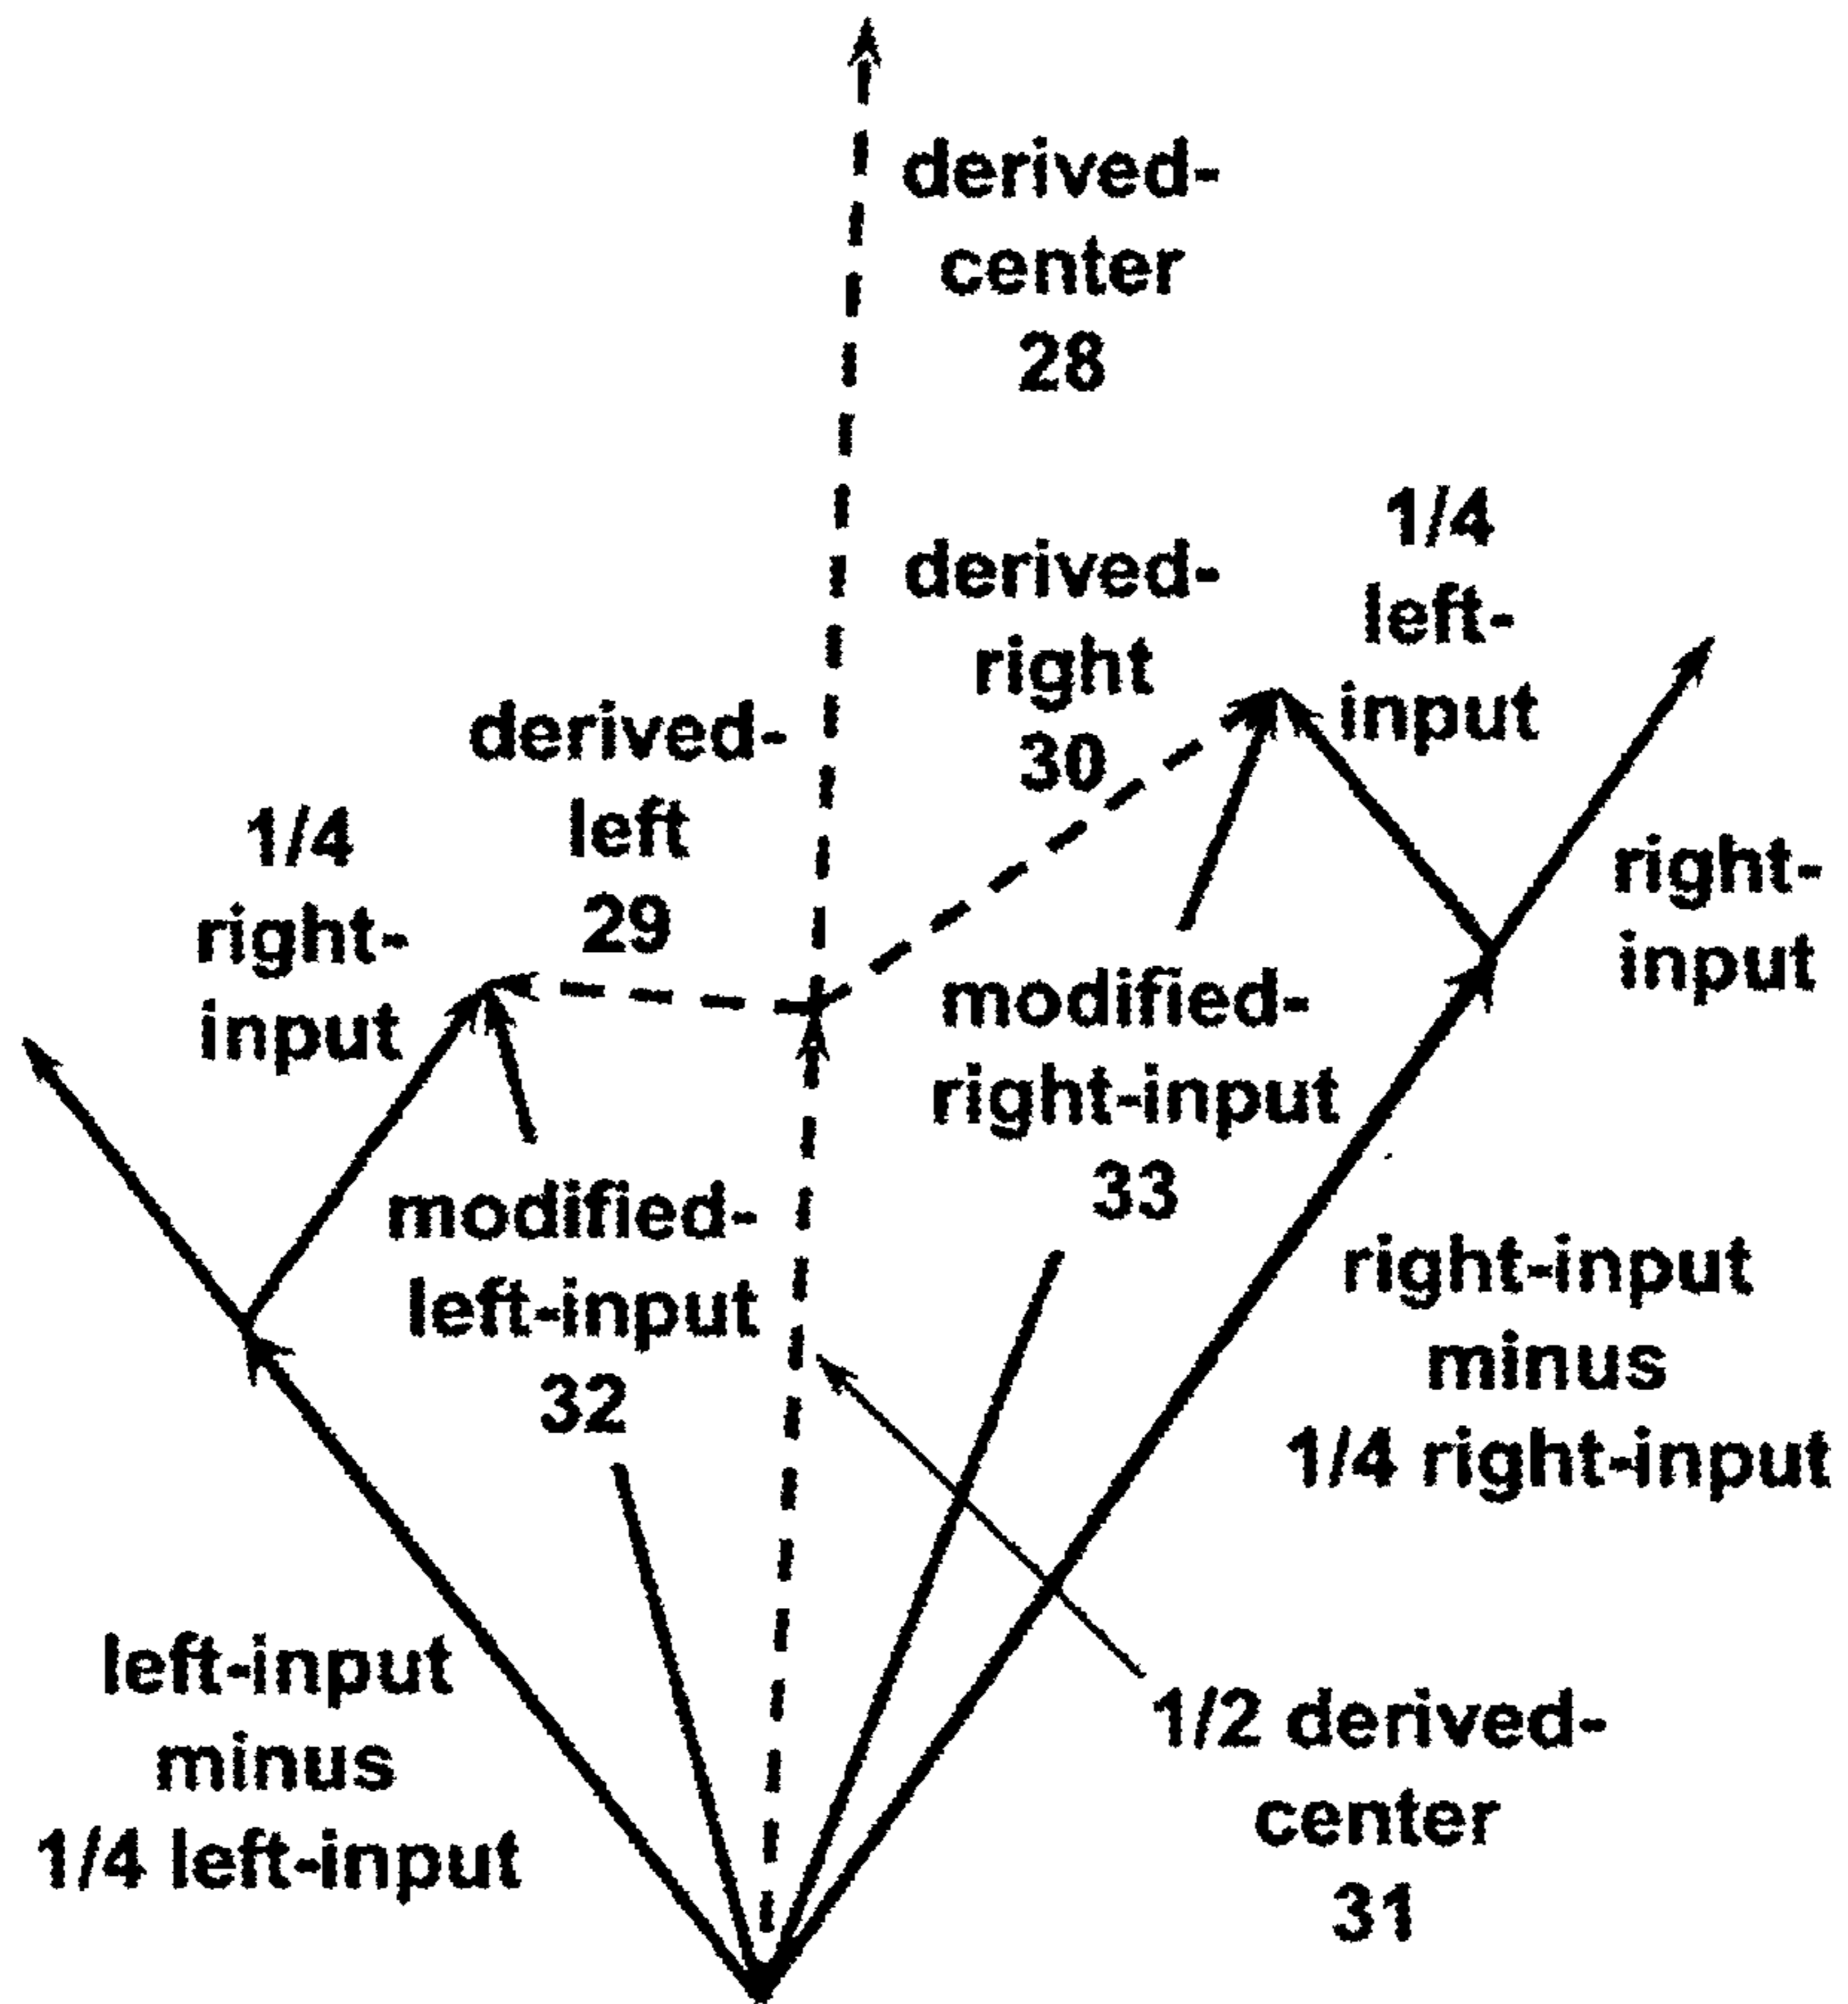 derived-
center
28
derived-
right
30
1/4
left-
input
derived-
left
29
1/4
right-
input
right-
input
modified-
right-input
33
modified-
left-input
32
right-input
minus
1/4 right-input
left-input
minus
1/4 left-input
1/2 derived-
center
31